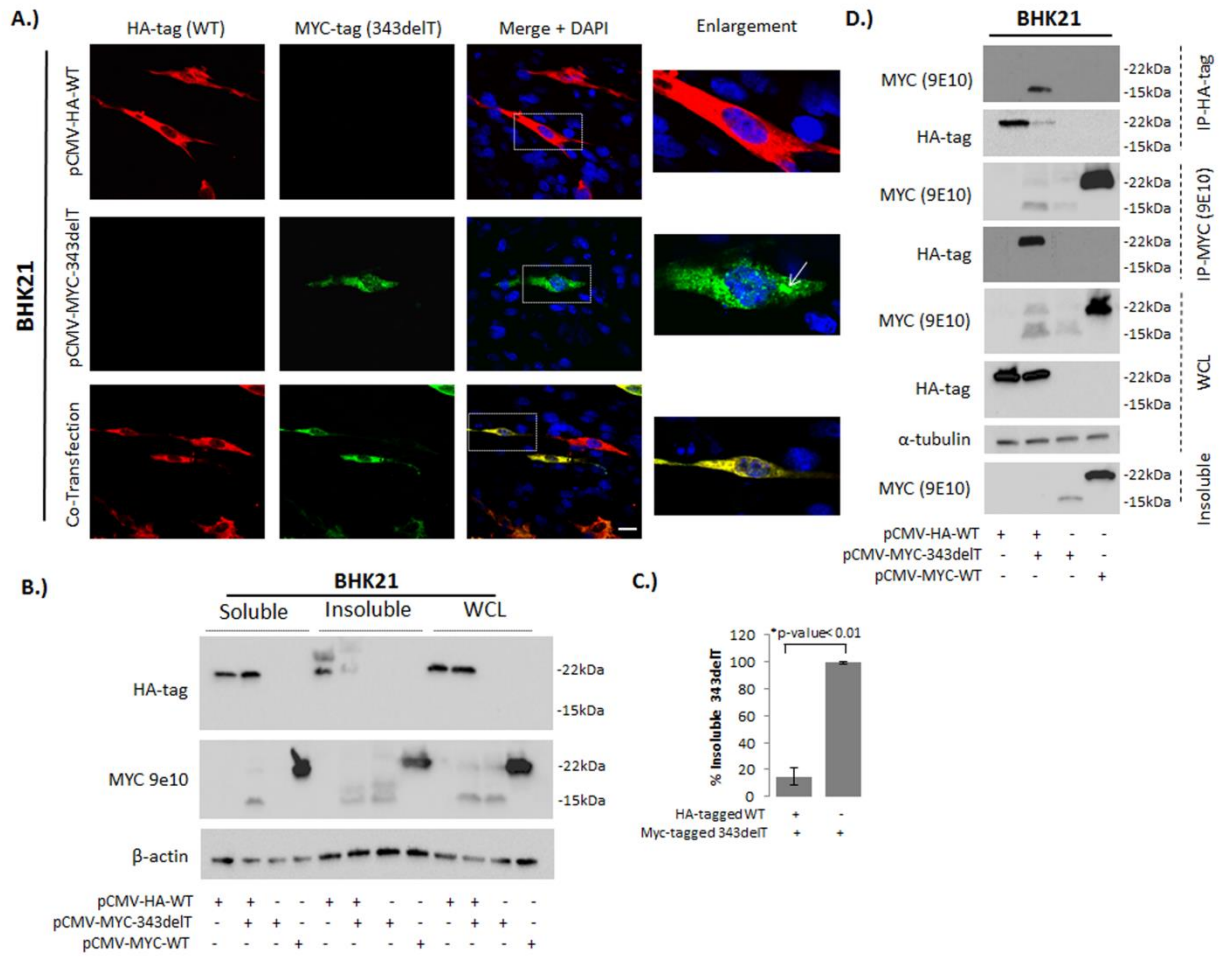 A.)
HA-tag (WT)
MYC-tag (343delT)
Merge + DAPI
Enlargement
BHK21
pCMV-HA-WT
pCMV-MYC-343delT
Co-Transfection
B.)
BHK21
Soluble
Insoluble
WCL
HA-tag
-22kDa
-15kDa
MYC 9e10
-22kDa
-15kDa
β-actin
pCMV-HA-WT + + - - + + - - + + - -
pCMV-MYC-343delT - + + - - + + - - + + -
pCMV-MYC-WT - - - + - - - + - - - +
C.)
*p-value< 0.01
% Insoluble 343delT
120
100
80
60
40
20
0
HA-tagged WT + -
Myc-tagged 343delT + +
D.)
BHK21
MYC (9E10)
-22kDa
-15kDa
HA-tag
-22kDa
-15kDa
IP-HA-tag
MYC (9E10)
-22kDa
-15kDa
HA-tag
-22kDa
-15kDa
IP-MYC (9E10)
MYC (9E10)
-22kDa
-15kDa
HA-tag
-22kDa
-15kDa
α-tubulin
WCL
MYC (9E10)
-22kDa
-15kDa
Insoluble
pCMV-HA-WT + + - -
pCMV-MYC-343delT - + + -
pCMV-MYC-WT - - - +